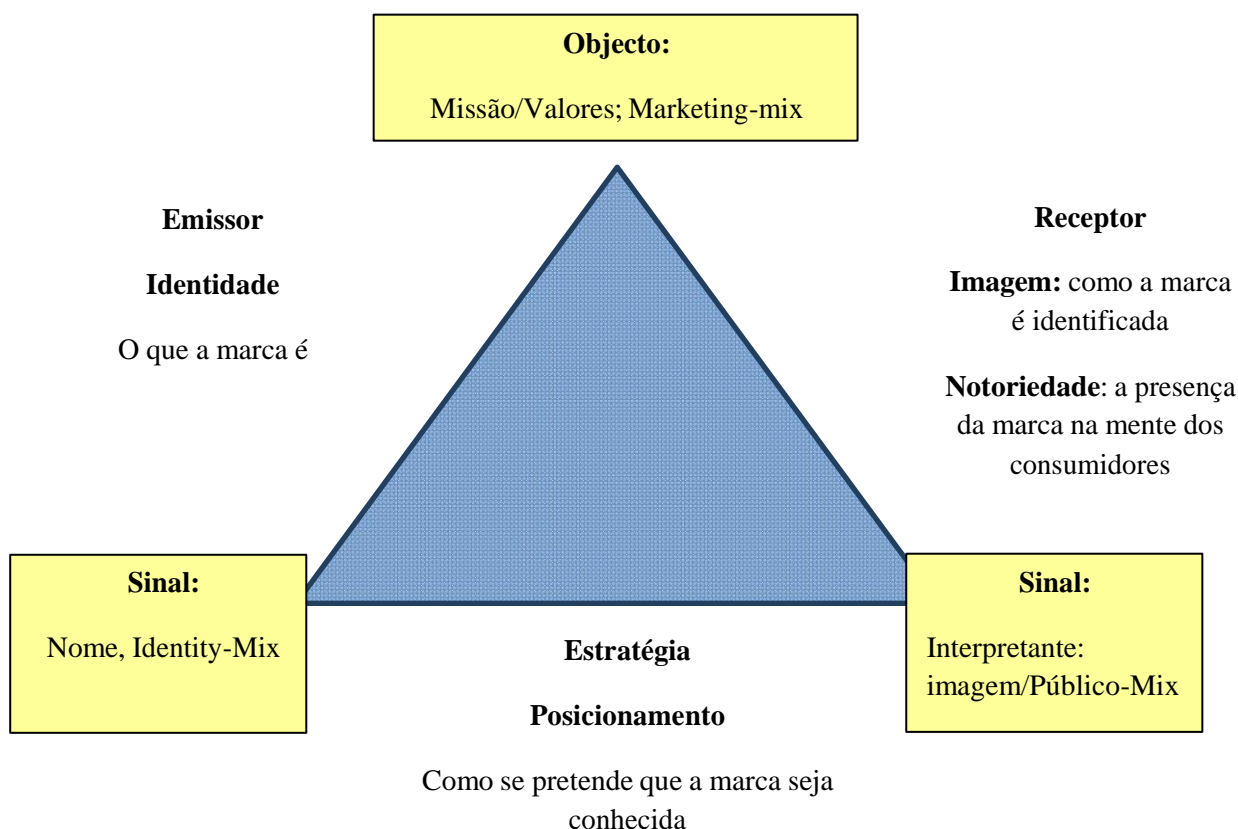 Objecto:
Missão/Valores; Marketing-mix
Emissor
Identidade
O que a marca é
Receptor
Imagem: como a marca
é identificada
Notoriedade: a presença
da marca na mente dos
consumidores
Sinal:
Nome, Identity-Mix
Estratégia
Posicionamento
Como se pretende que a marca seja
conhecida
Sinal:
Interpretante:
imagem/Público-Mix